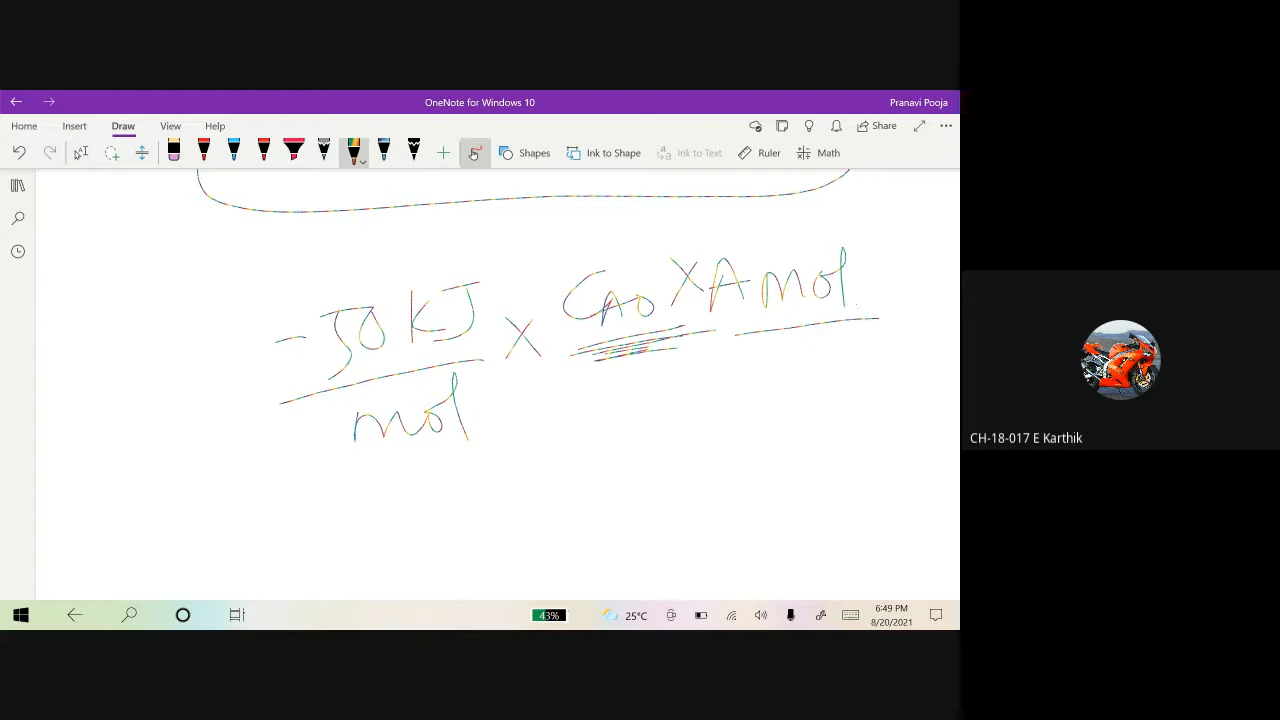 OneNote for Windows 10
Pranavi Pooja
Home Insert Draw View Help Share
Shapes Ink to Shape Ink to Text Ruler Math
-50 kJ × CAO XA mol
mol
CH-18-017 E Karthik
43% 25°C 6:49 PM
8/20/2021